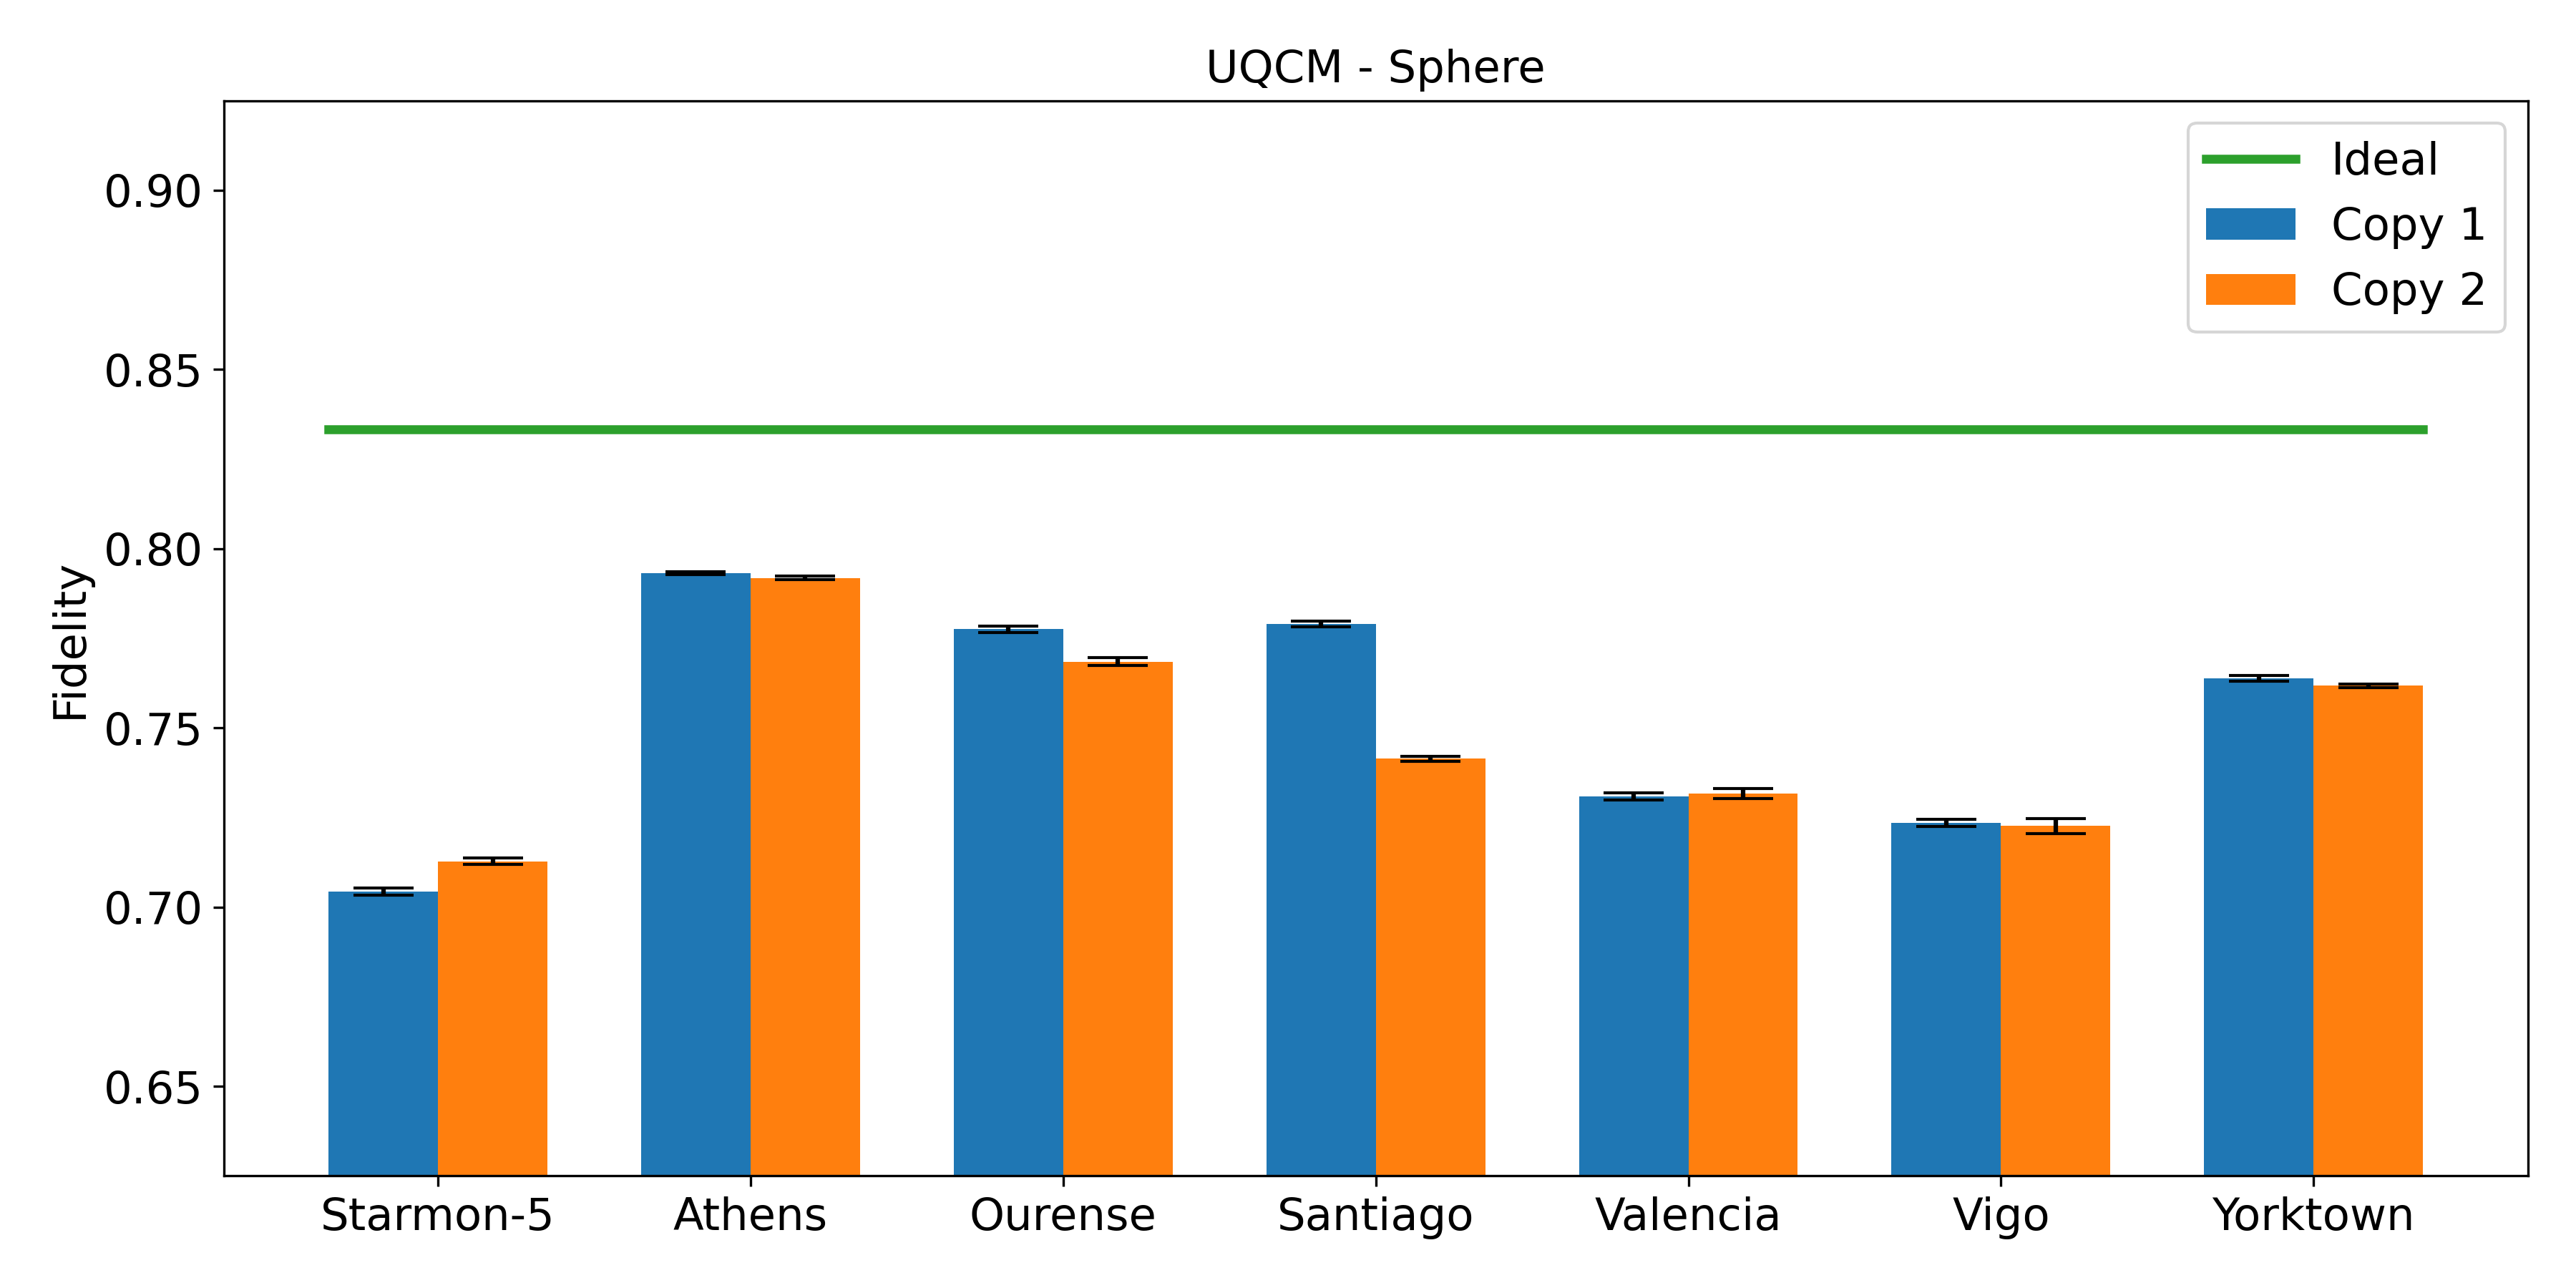 UQCM - Sphere
Ideal
Copy 1
Copy 2
Fidelity
0.90
0.85
0.80
0.75
0.70
0.65
Starmon-5 Athens Ourense Santiago Valencia Vigo Yorktown